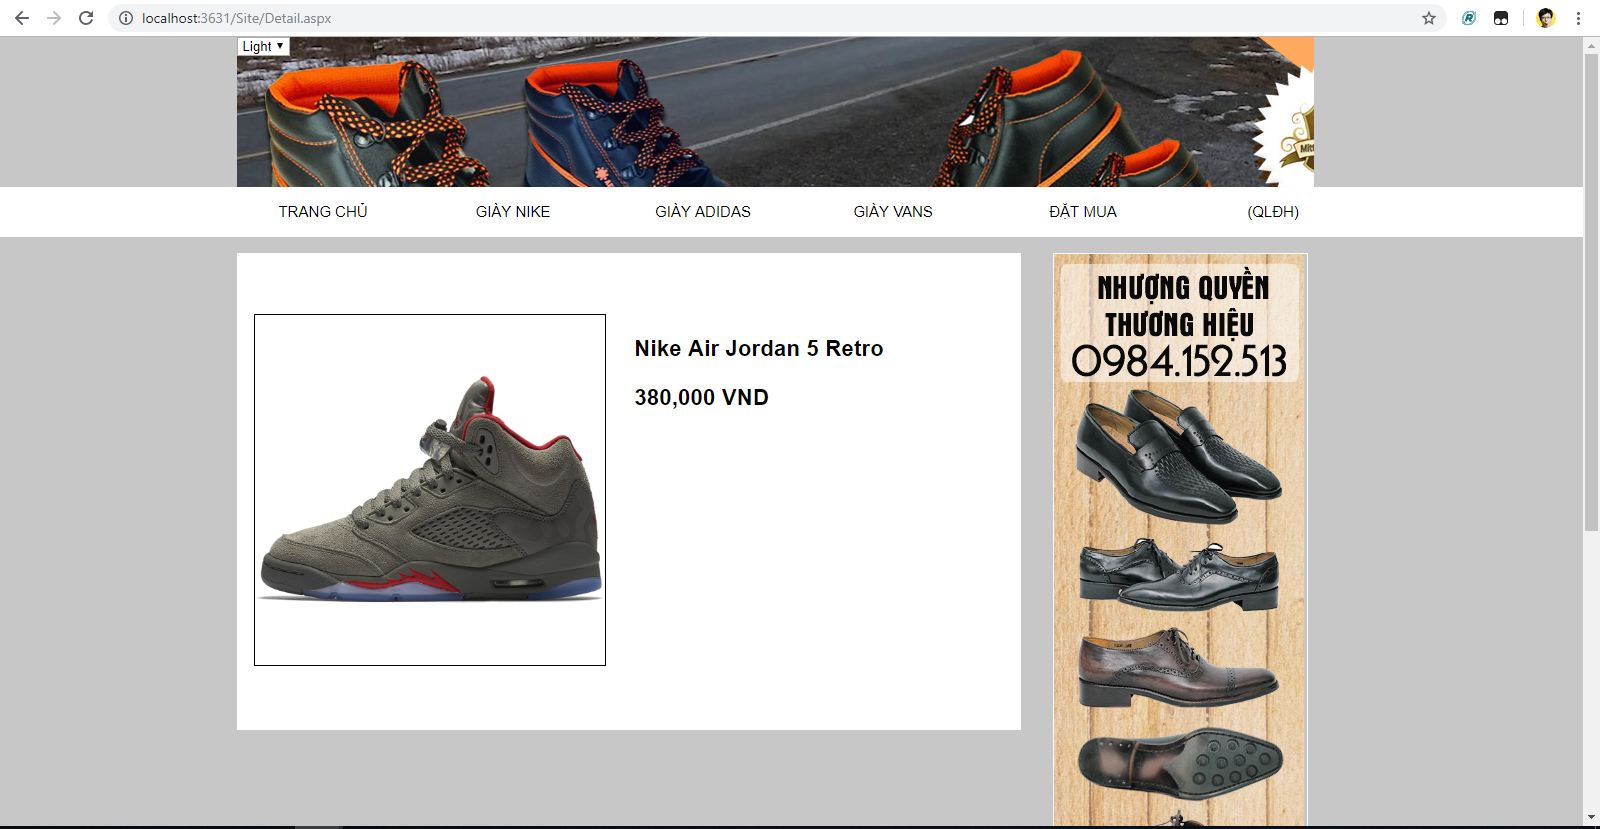 localhost:3631/Site/Detail.aspx
Light
TRANG CHỦ
GIÀY NIKE
GIÀY ADIDAS
GIÀY VANS
ĐẶT MUA
(QLĐH)
Nike Air Jordan 5 Retro
380,000 VND
NHƯỢNG QUYỀN
THƯƠNG HIỆU
0984.152.513